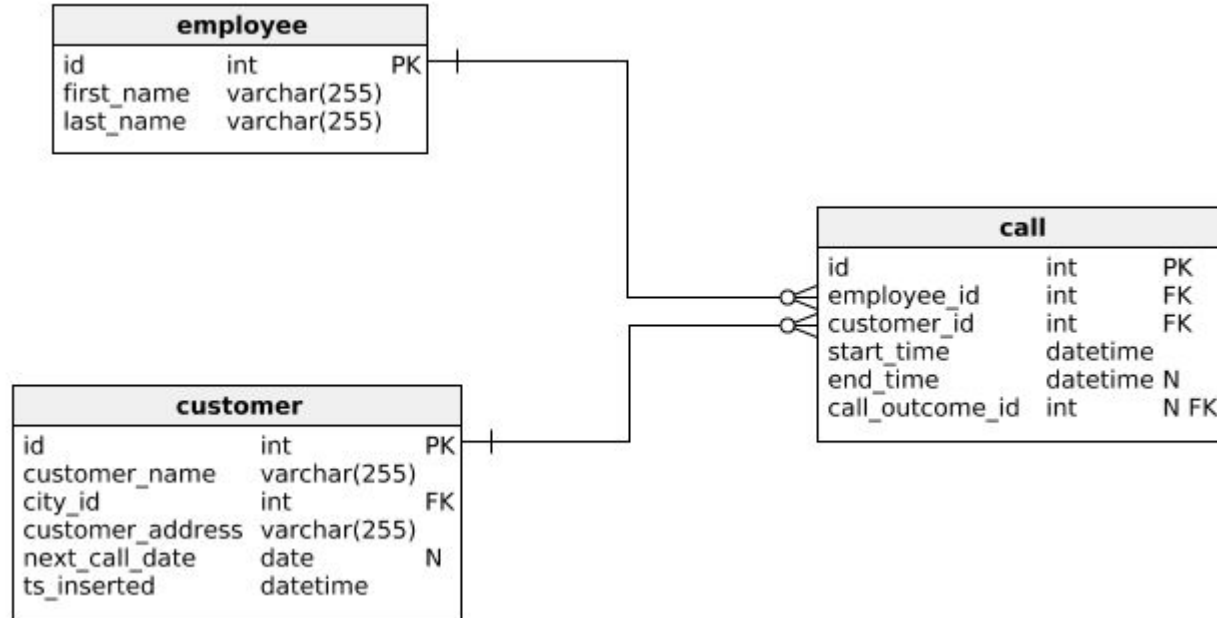 employee
id int PK
first_name varchar(255)
last_name varchar(255)
call
id int PK
employee_id int FK
customer_id int FK
start_time datetime
end_time datetime N
call_outcome_id int N FK
customer
id int PK
customer_name varchar(255)
city_id int FK
customer_address varchar(255)
next_call_date date N
ts_inserted datetime